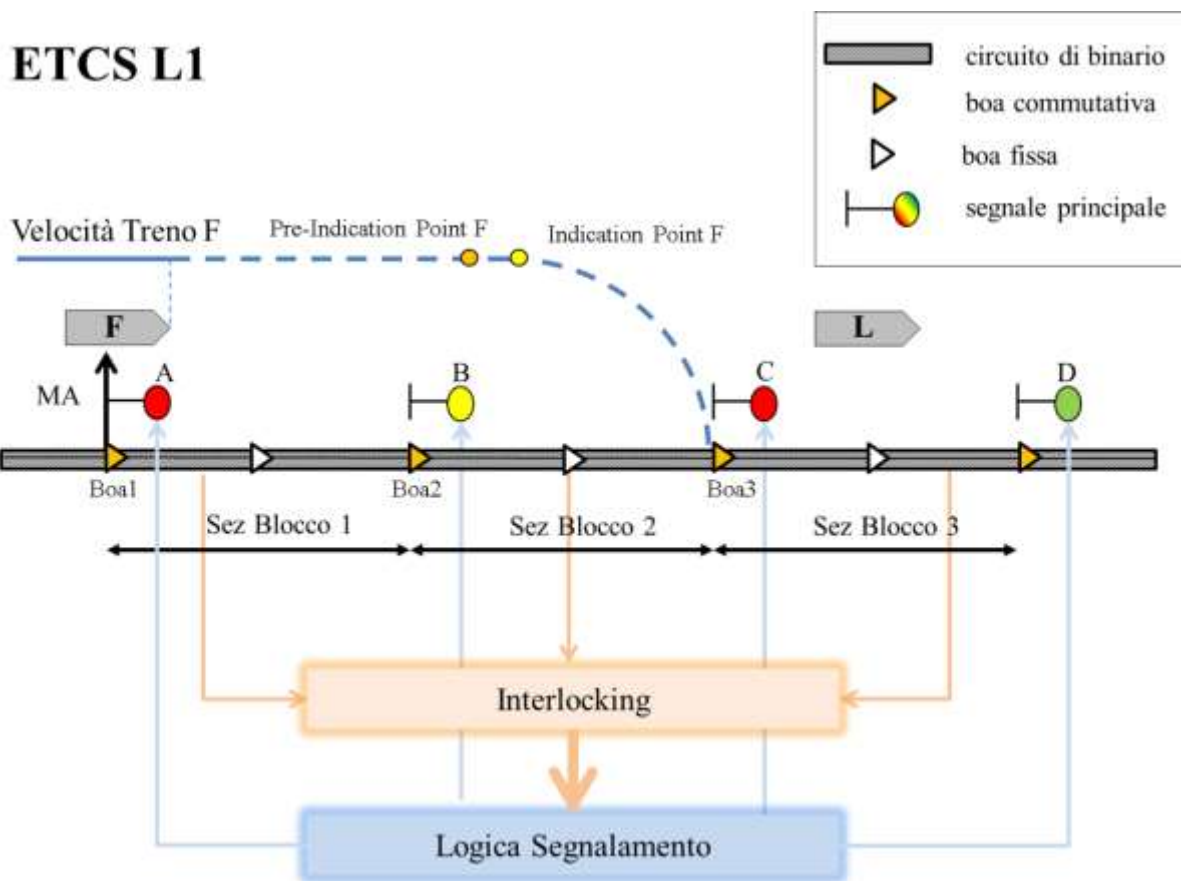 ETCS L1
circuito di binario
boa commutativa
boa fissa
segnale principale
Velocità Treno F
Pre-Indication Point F
Indication Point F
F
L
MA
A
B
C
D
Boa1
Boa2
Boa3
Sez Blocco 1
Sez Blocco 2
Sez Blocco 3
Interlocking
Logica Segnalamento